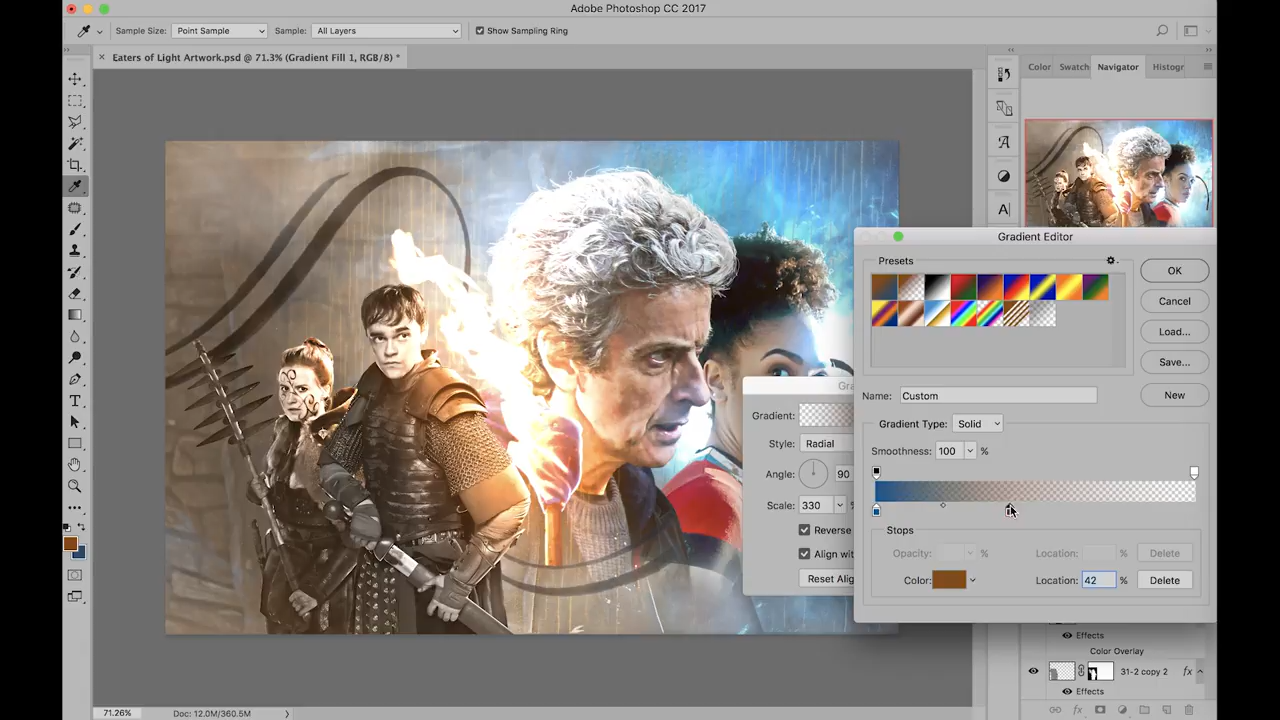 Adobe Photoshop CC 2017
Sample Size: Point Sample Sample: All Layers Show Sampling Ring
Eaters of Light Artwork.psd @ 71.3% (Gradient Fill 1, RGB/8) *
Color Swatch Navigator Histogr
Gradient Editor
Presets
OK
Cancel
Load...
Save...
Name: Custom
New
Gradient Type: Solid
Smoothness: 100 %
Stops
Opacity: % Location: % Delete
Color: Location: 42 % Delete
Gra
Gradient:
Style: Radial
Angle: 90
Scale: 330
Reverse
Align wit
Reset Alig
Effects
Color Overlay
31-2 copy 2 fx
Effects
71.26% Doc: 12.0M/360.5M